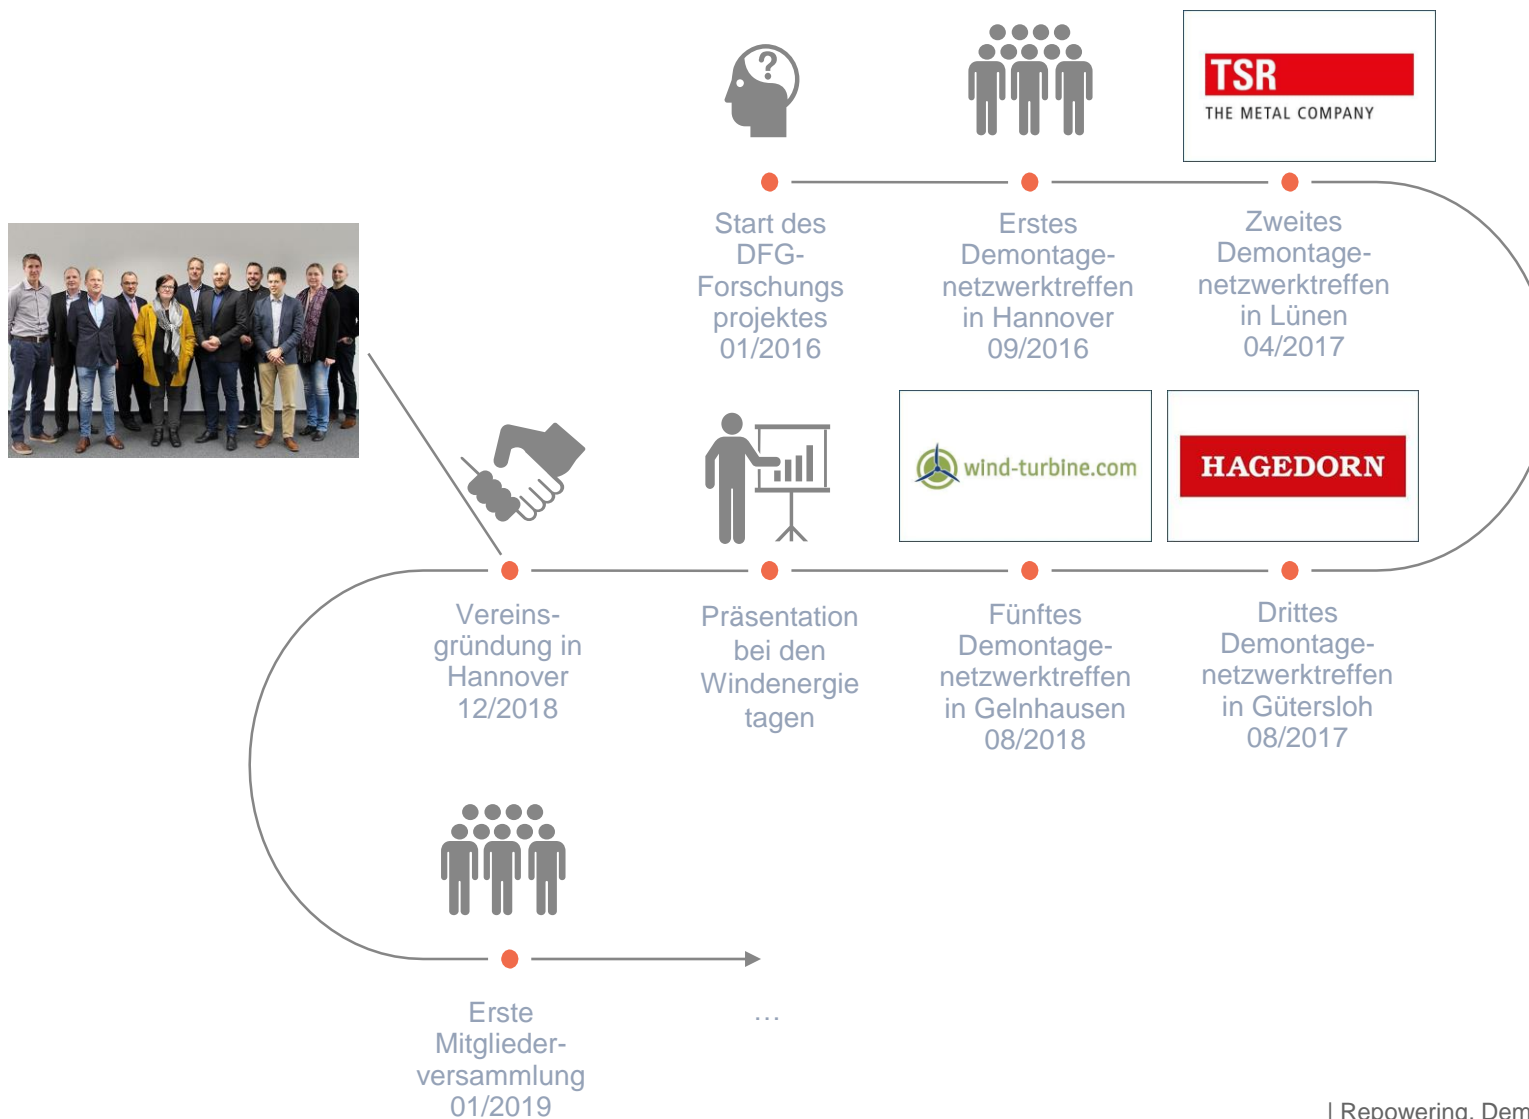 ?
TSR
THE METAL COMPANY
Start des
DFG-
Forschungs
projektes
01/2016
Erstes
Demontage-
netzwerktreffen
in Hannover
09/2016
Zweites
Demontage-
netzwerktreffen
in Lünen
04/2017
wind-turbine.com
HAGEDORN
Vereins-
gründung in
Hannover
12/2018
Präsentation
bei den
Windenergie
tagen
Fünftes
Demontage-
netzwerktreffen
in Gelnhausen
08/2018
Drittes
Demontage-
netzwerktreffen
in Gütersloh
08/2017
Erste
Mitglieder-
versammlung
01/2019
…
| Repowering, Dem